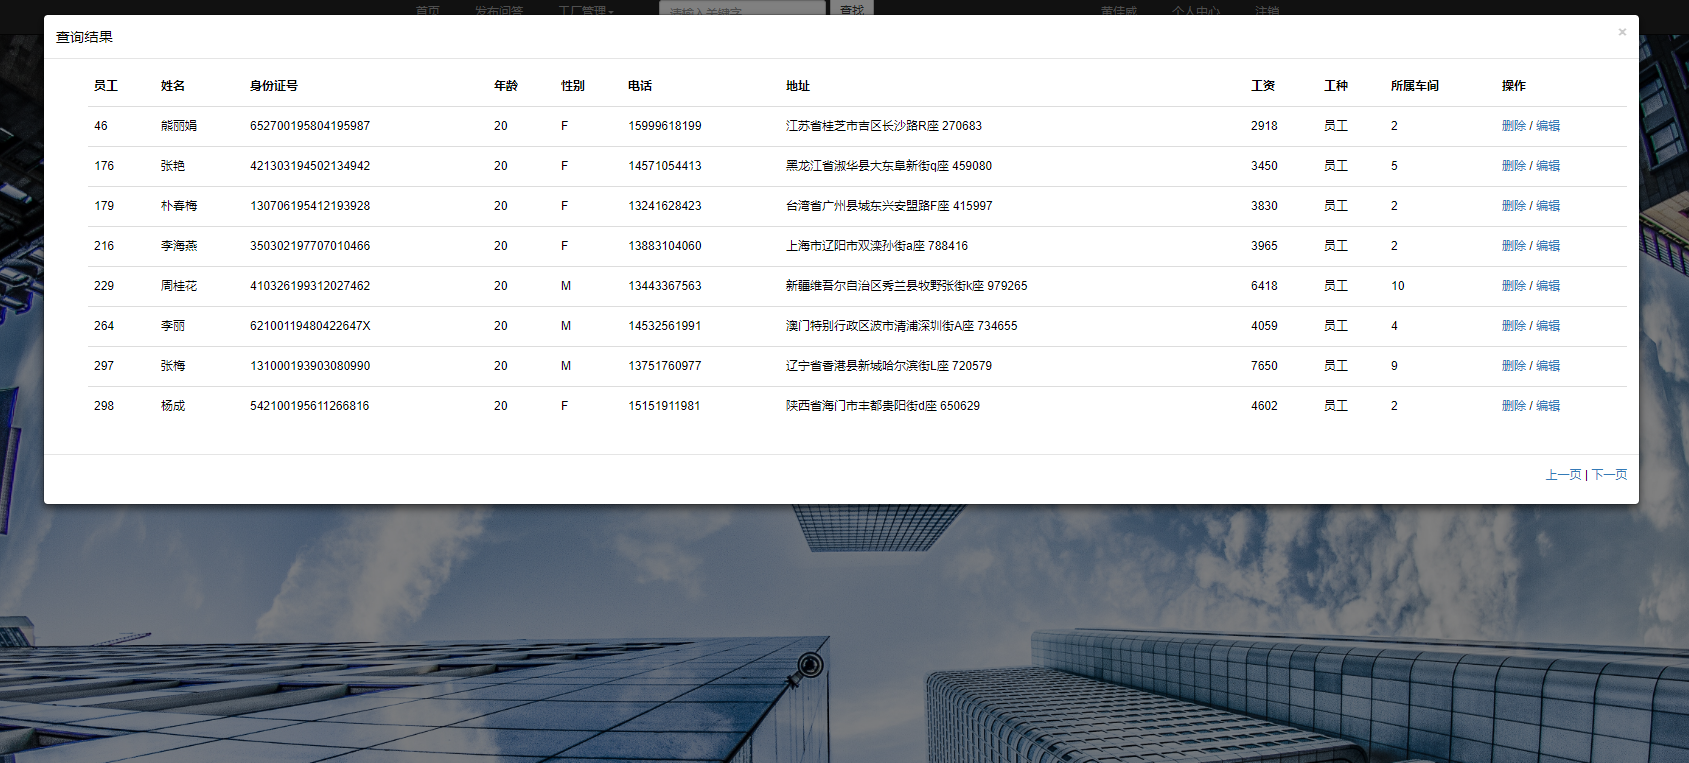 首页 发布问答 工厂管理 请输入关键字 查找 黄佳威 个人中心 注销
查询结果 ×
员工 姓名 身份证号 年龄 性别 电话 地址 工资 工种 所属车间 操作
46 熊丽娟 652700195804195987 20 F 15999618199 江苏省桂芝市吉区长沙路R座 270683 2918 员工 2 删除 / 编辑
176 张艳 421303194502134942 20 F 14571054413 黑龙江省淑华县大东阜新街q座 459080 3450 员工 5 删除 / 编辑
179 朴春梅 130706195412193928 20 F 13241628423 台湾省广州县城东兴安盟路F座 415997 3830 员工 2 删除 / 编辑
216 李海燕 350302197707010466 20 F 13883104060 上海市辽阳市双滦孙街a座 788416 3965 员工 2 删除 / 编辑
229 周桂花 410326199312027462 20 M 13443367563 新疆维吾尔自治区秀兰县牧野张街k座 979265 6418 员工 10 删除 / 编辑
264 李丽 62100119480422647X 20 M 14532561991 澳门特别行政区波市清浦深圳街A座 734655 4059 员工 4 删除 / 编辑
297 张梅 131000193903080990 20 M 13751760977 辽宁省香港县新城哈尔滨街L座 720579 7650 员工 9 删除 / 编辑
298 杨成 542100195611266816 20 F 15151911981 陕西省海门市丰都贵阳街d座 650629 4602 员工 2 删除 / 编辑
上一页 | 下一页